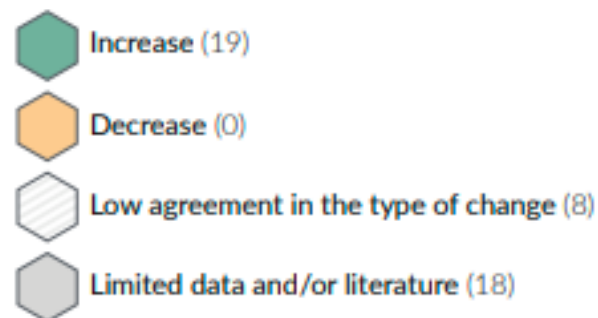 Increase (19)
Decrease (0)
Low agreement in the type of change (8)
Limited data and/or literature (18)